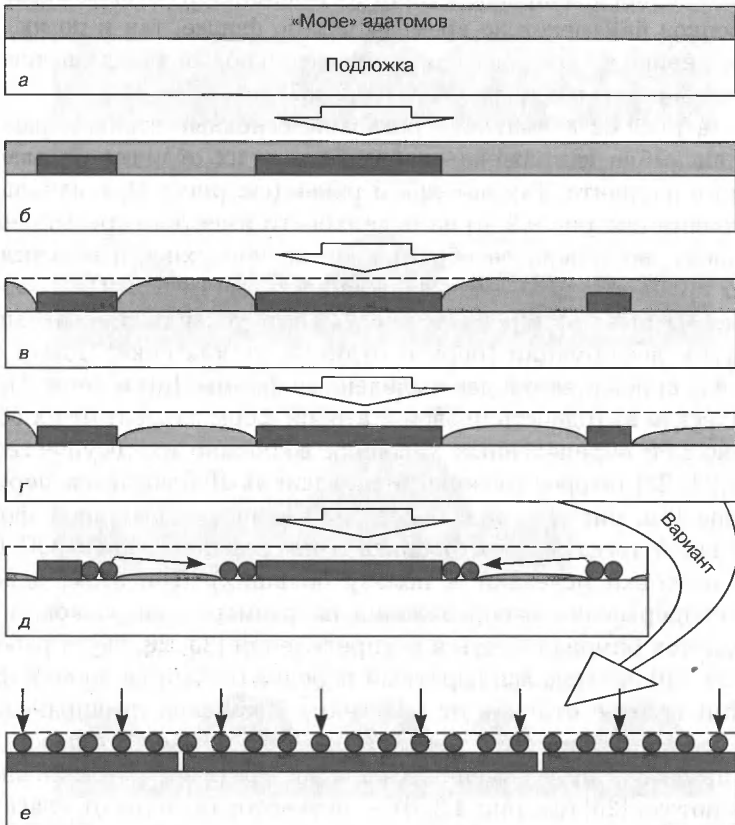 «Море» адатомов
Подложка
а
б
в
г
Вариант
д
е